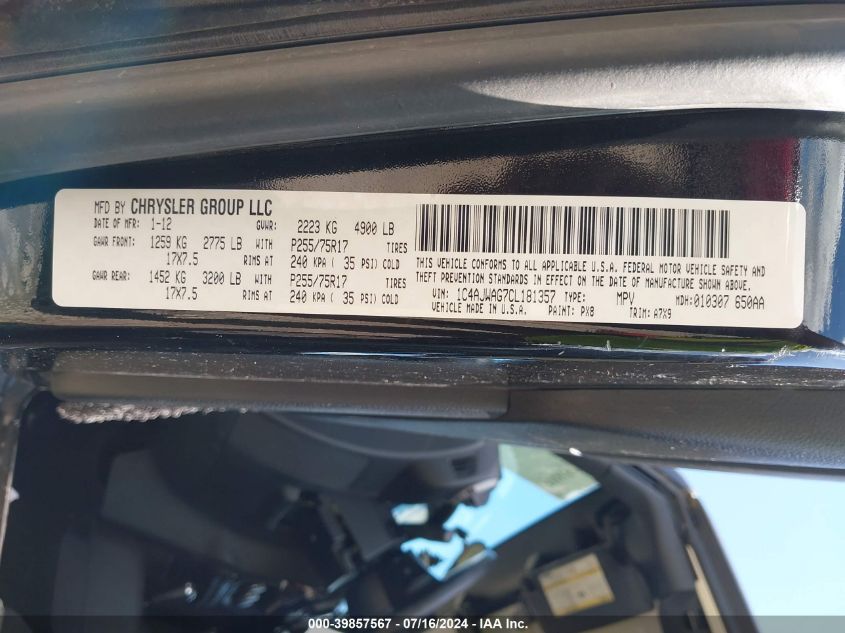 MFD BY CHRYSLER GROUP LLC
DATE OF MFR: 1-12 GVWR: 2223 KG 4900 LB
GAWR FRONT: 1259 KG 2775 LB WITH P255/75R17 TIRES
17X7.5 RIMS AT 240 KPA ( 35 PSI) COLD
GAWR REAR: 1452 KG 3200 LB WITH P255/75R17 TIRES
17X7.5 RIMS AT 240 KPA ( 35 PSI) COLD
THIS VEHICLE CONFORMS TO ALL APPLICABLE U.S.A. FEDERAL MOTOR VEHICLE SAFETY AND
THEFT PREVENTION STANDARDS IN EFFECT ON THE DATE OF MANUFACTURE SHOWN ABOVE.
VIN: 1C4AJWAG7CL181357 TYPE: MPV MDH: 010307 650AA
VEHICLE MADE IN U.S.A. PAINT: PX8 TRIM: A7X9
000-39857567 / 07/16/2024 - IAA Inc.